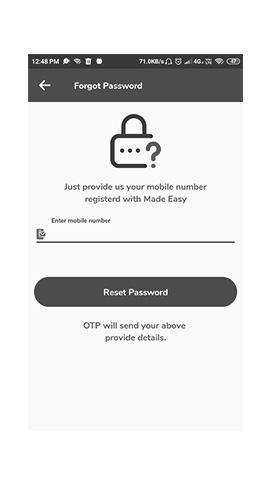 12:48 PM 71.0KB/s 4G+ 47
Forgot Password
Just provide us your mobile number
registerd with Made Easy
Enter mobile number
Reset Password
OTP will send your above
provide details.